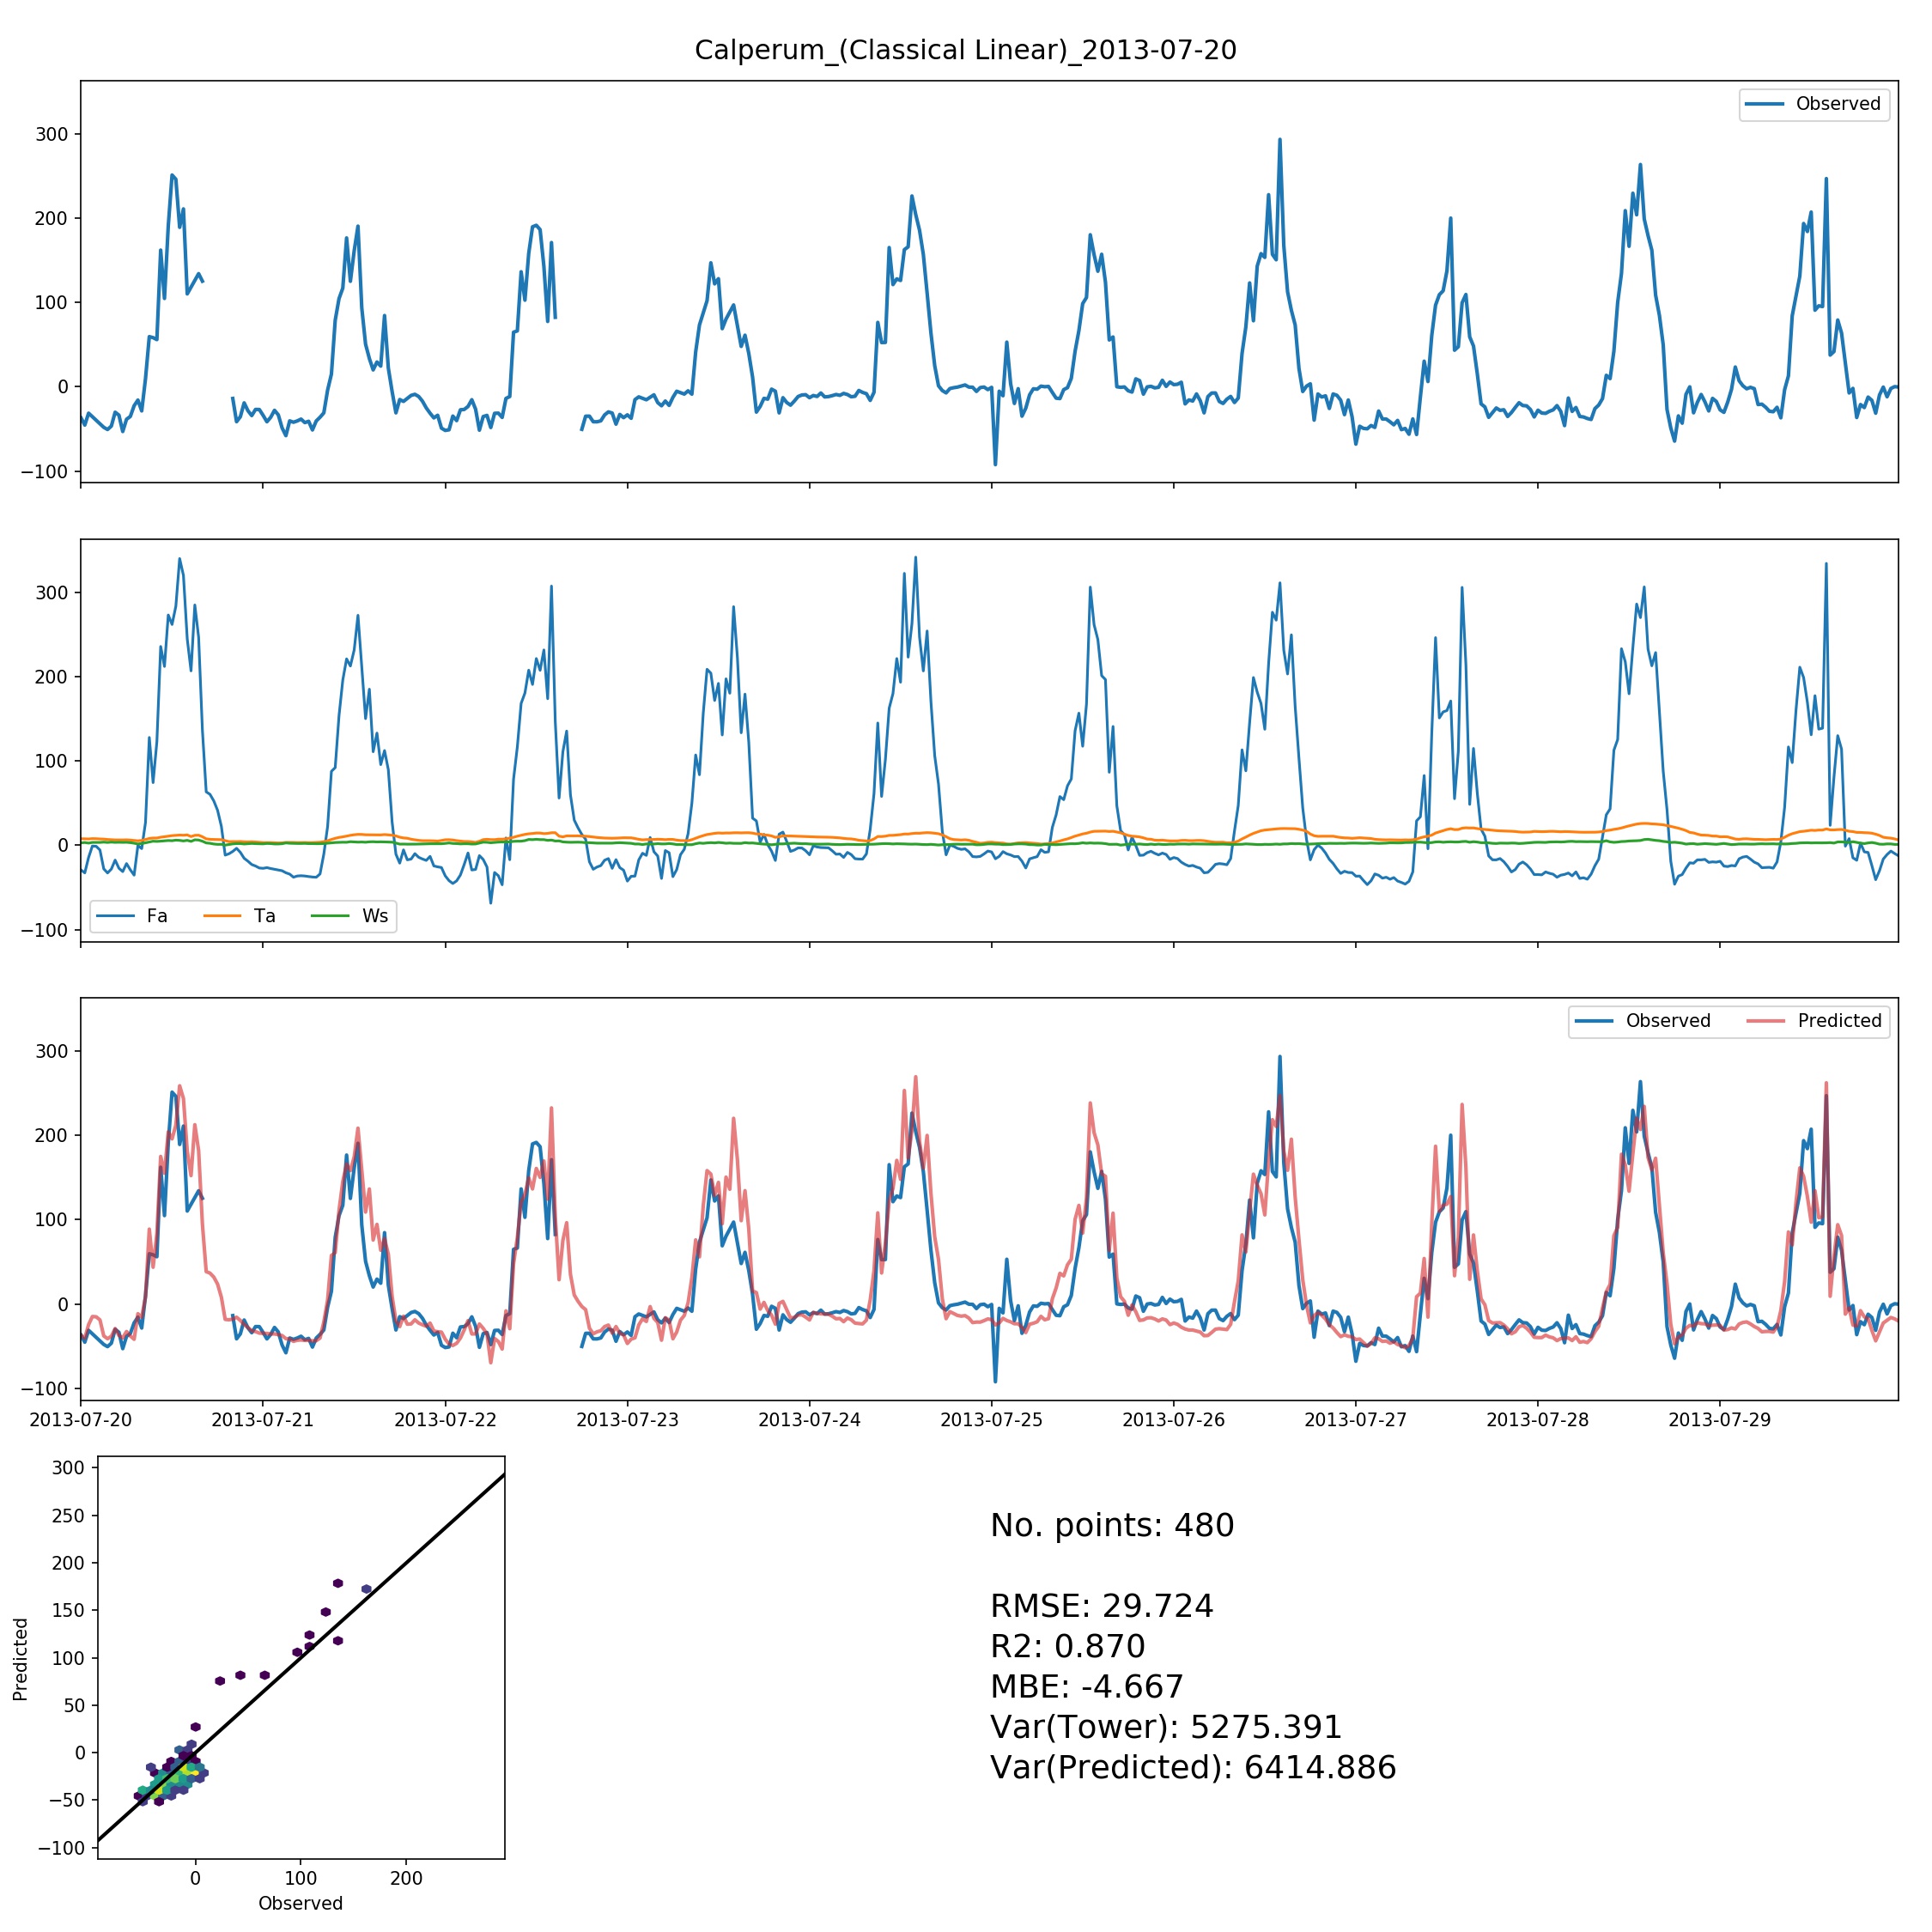 Calperum_(Classical Linear)_2013-07-20
Observed
300
200
100
0
−100
300
200
100
0
−100
Fa Ta Ws
Observed Predicted
300
200
100
0
−100
2013-07-20 2013-07-21 2013-07-22 2013-07-23 2013-07-24 2013-07-25 2013-07-26 2013-07-27 2013-07-28 2013-07-29
300
250
200
150
100
50
0
−50
−100
Predicted
0 100 200
Observed
No. points: 480
RMSE: 29.724
R2: 0.870
MBE: -4.667
Var(Tower): 5275.391
Var(Predicted): 6414.886